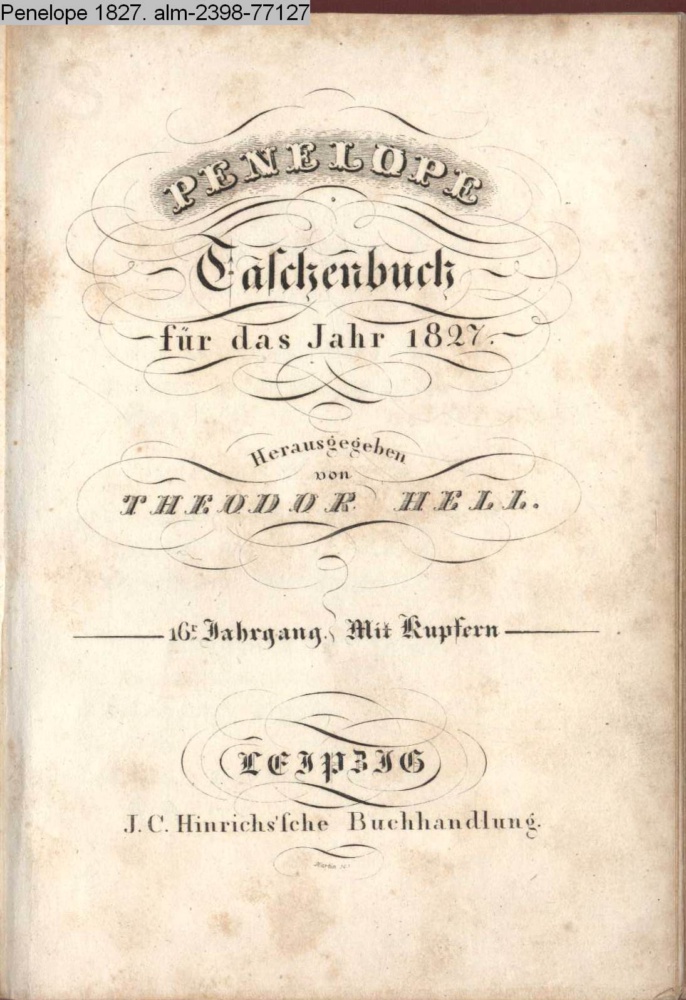 Penelope 1827. alm-2398-77127
PENELOPE
Taſchenbuch
für das Jahr 1827.
Herausgegeben
von
THEODOR HELL.
16r Jahrgang. Mit Kupfern
LEIPZIG
J. C. Hinrichs'ſche Buchhandlung.